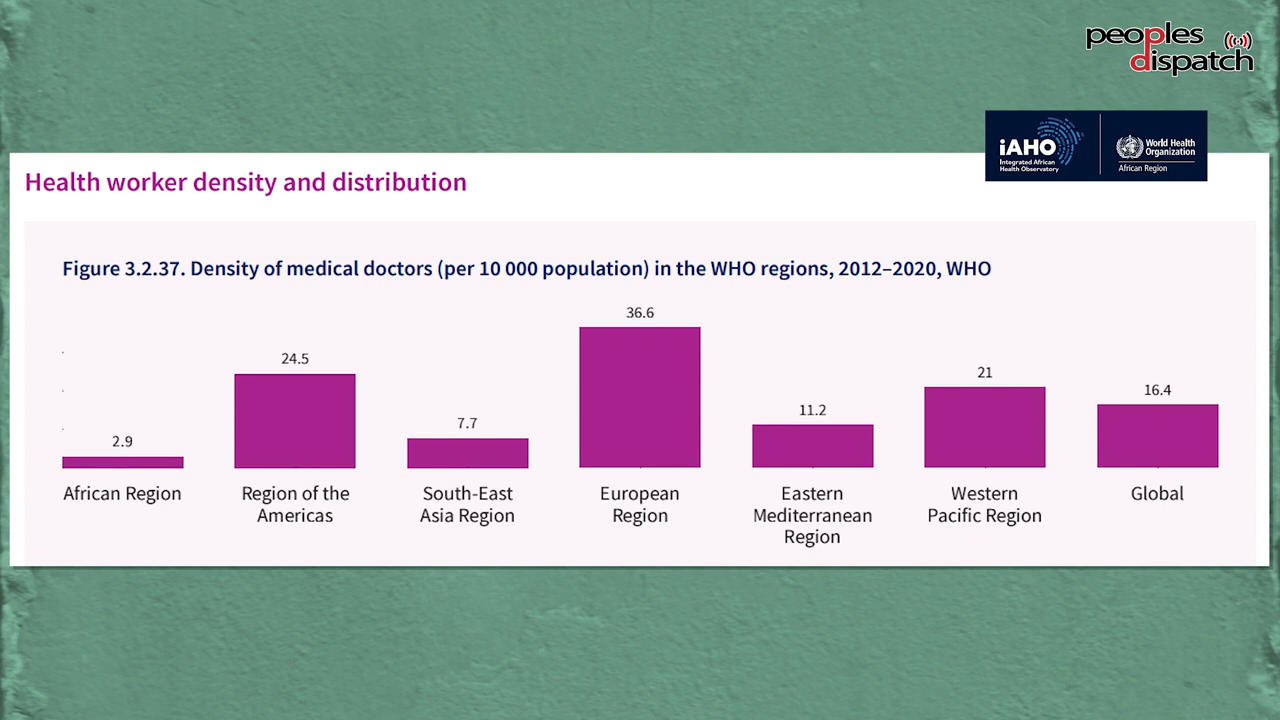 peoples
dispatch
iAHO
Integrated African
Health Observatory
World Health
Organization
African Region
Health worker density and distribution
Figure 3.2.37. Density of medical doctors (per 10 000 population) in the WHO regions, 2012–2020, WHO
2.9
24.5
7.7
36.6
11.2
21
16.4
African Region
Region of the
Americas
South-East
Asia Region
European
Region
Eastern
Mediterranean
Region
Western
Pacific Region
Global